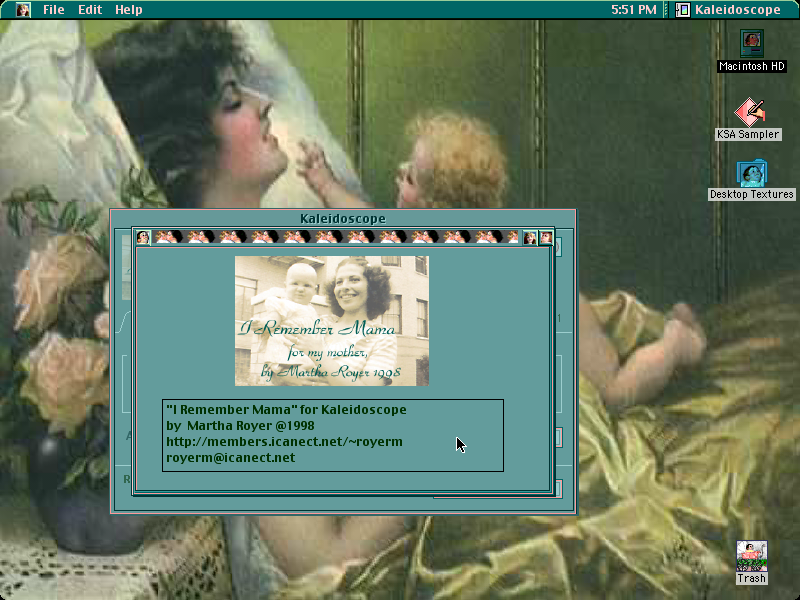 File Edit Help 5:51 PM Kaleidoscope
Macintosh HD
KSA Sampler
Desktop Textures
Kaleidoscope
I Remember Mama
for my mother,
by Martha Royer 1998
"I Remember Mama" for Kaleidoscope
by Martha Royer @1998
http://members.icanect.net/~royerm
royerm@icanect.net
Trash